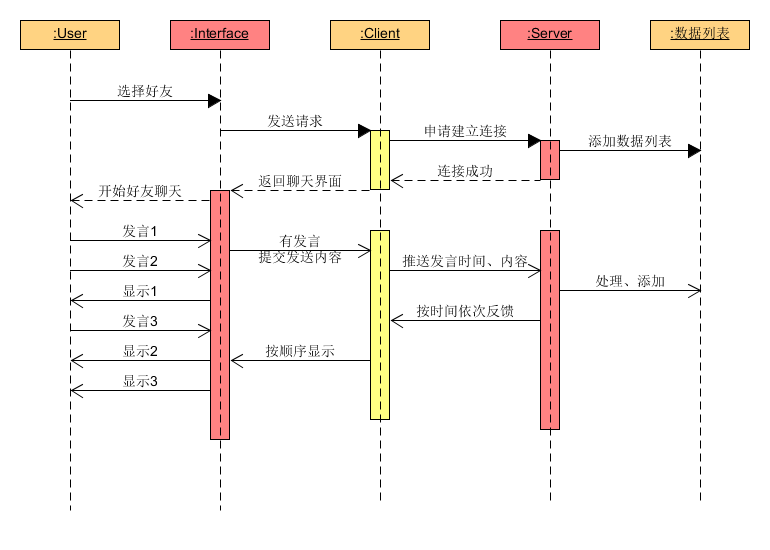 :User
:Interface
:Client
:Server
:数据列表
选择好友
发送请求
申请建立连接
添加数据列表
连接成功
返回聊天界面
开始好友聊天
发言1
有发言
提交发送内容
发言2
推送发言时间、内容
显示1
处理、添加
发言3
按时间依次反馈
显示2
按顺序显示
显示3